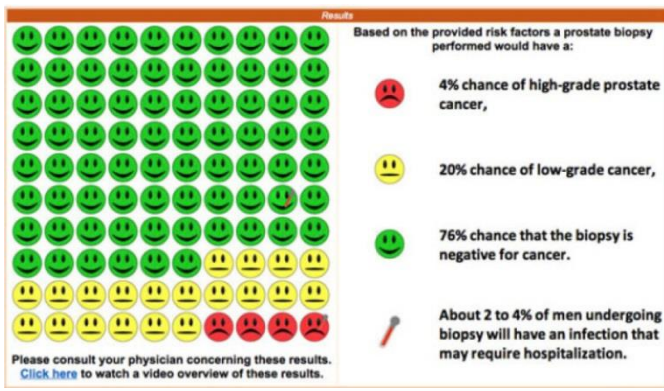 Results
Based on the provided risk factors a prostate biopsy
performed would have a:
4% chance of high-grade prostate
cancer,
20% chance of low-grade cancer,
76% chance that the biopsy is
negative for cancer.
About 2 to 4% of men undergoing
biopsy will have an infection that
may require hospitalization.
Please consult your physician concerning these results.
Click here to watch a video overview of these results.